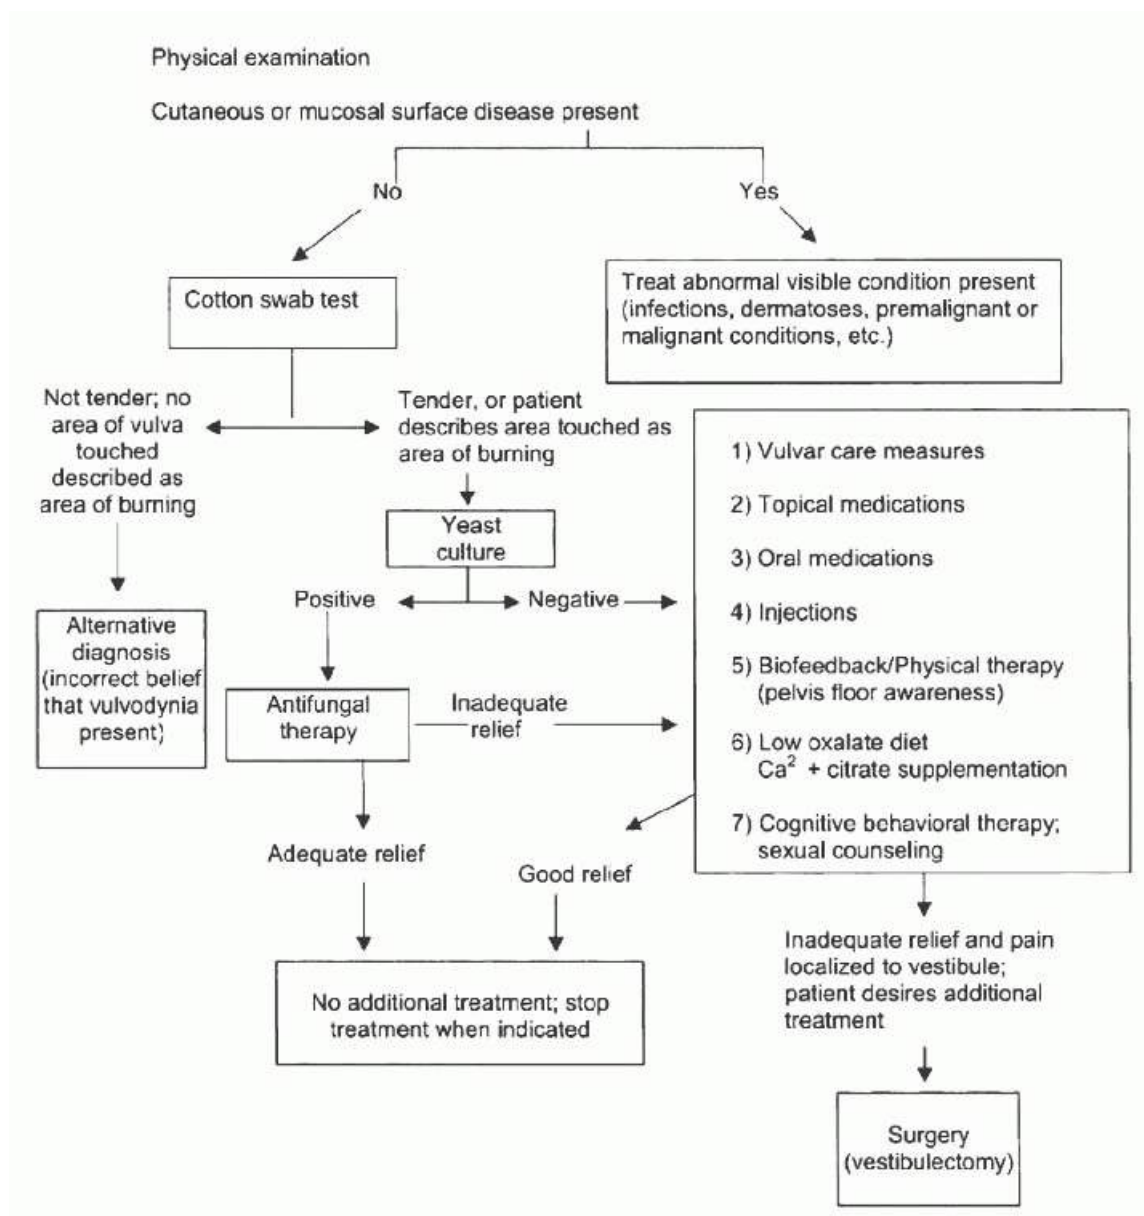 Physical examination
Cutaneous or mucosal surface disease present
No
Yes
Cotton swab test
Treat abnormal visible condition present
(infections, dermatoses, premalignant or
malignant conditions, etc.)
Not tender; no
area of vulva
touched
described as
area of burning
Tender, or patient
describes area touched as
area of burning
Yeast
culture
Positive
Negative
Alternative
diagnosis
(incorrect belief
that vulvodynia
present)
Antifungal
therapy
Inadequate
relief
1) Vulvar care measures
2) Topical medications
3) Oral medications
4) Injections
5) Biofeedback/Physical therapy
(pelvis floor awareness)
6) Low oxalate diet
Ca² + citrate supplementation
7) Cognitive behavioral therapy;
sexual counseling
Adequate relief
Good relief
No additional treatment; stop
treatment when indicated
Inadequate relief and pain
localized to vestibule;
patient desires additional
treatment
Surgery
(vestibulectomy)